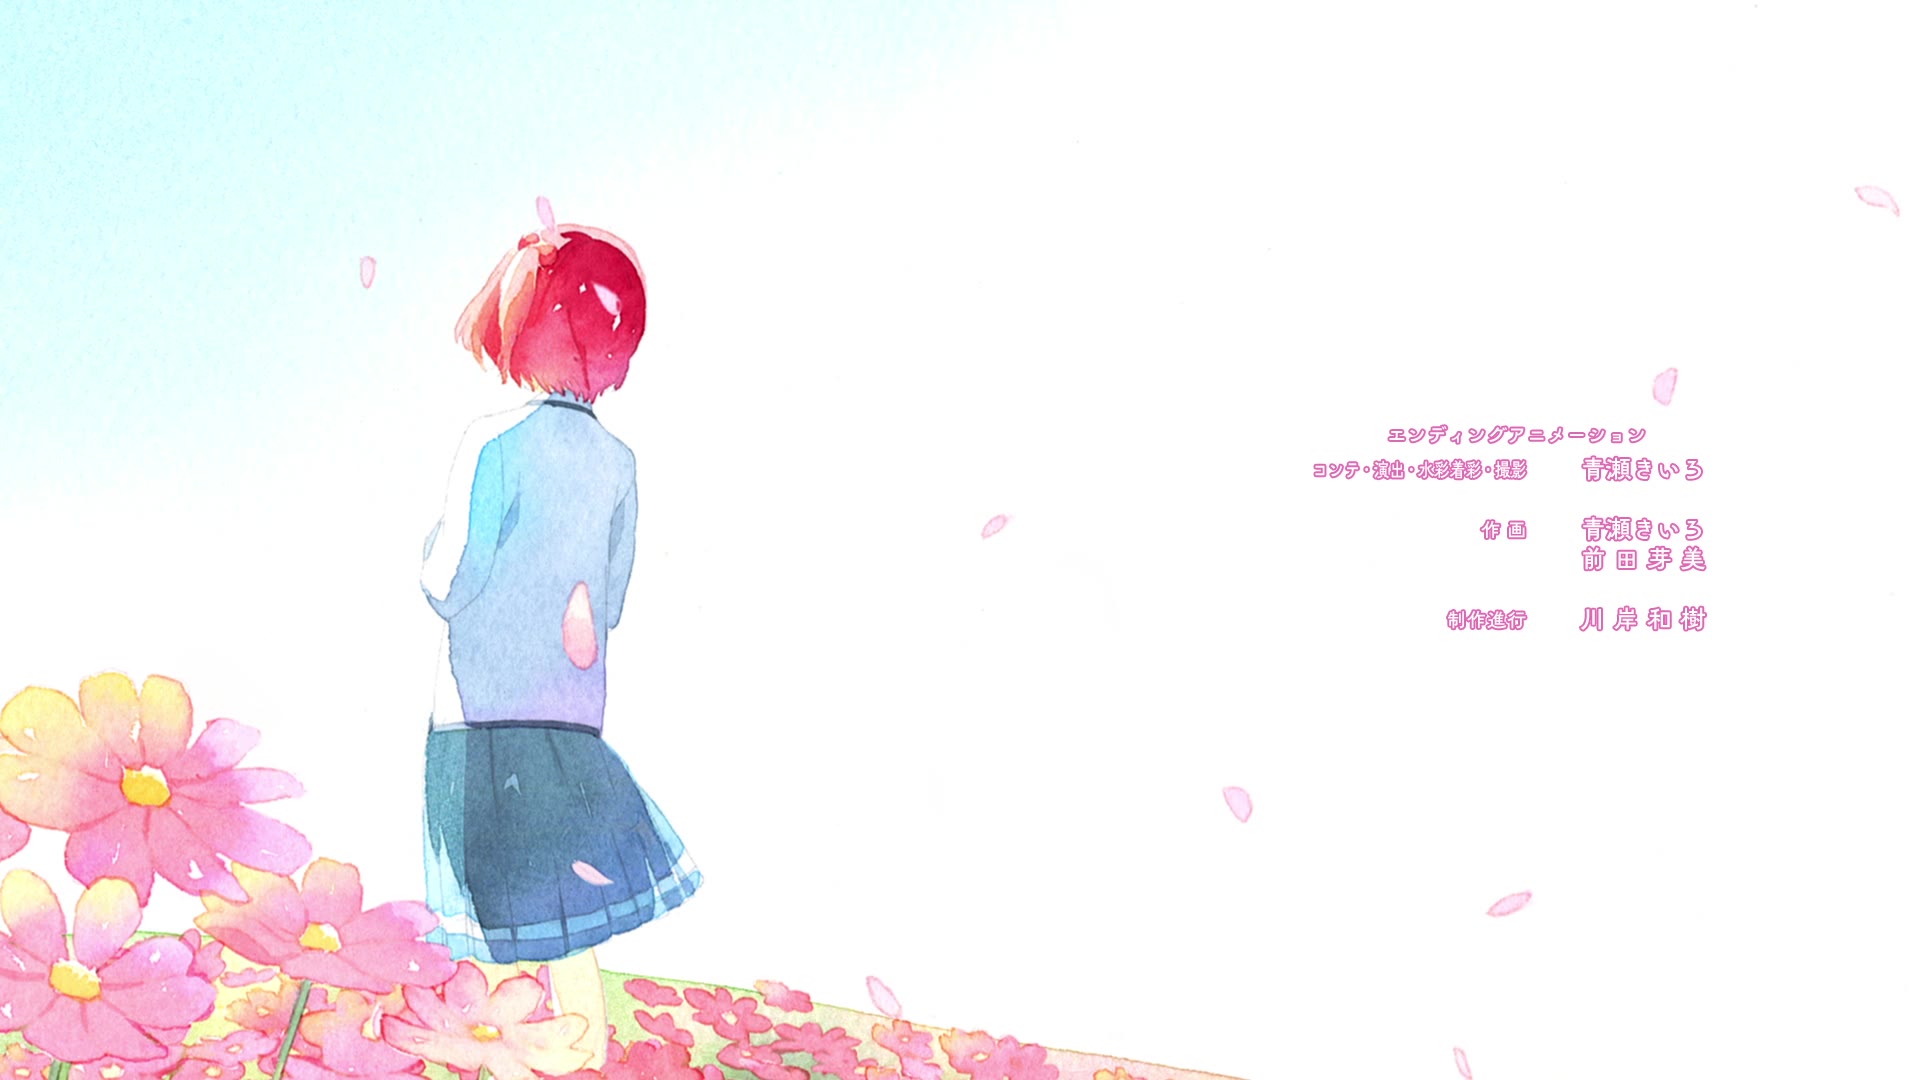 エンディングアニメーション
コンテ・演出・水彩着彩・撮影 青瀬きいろ
作画 青瀬きいろ
前田芽美
制作進行 川岸和樹